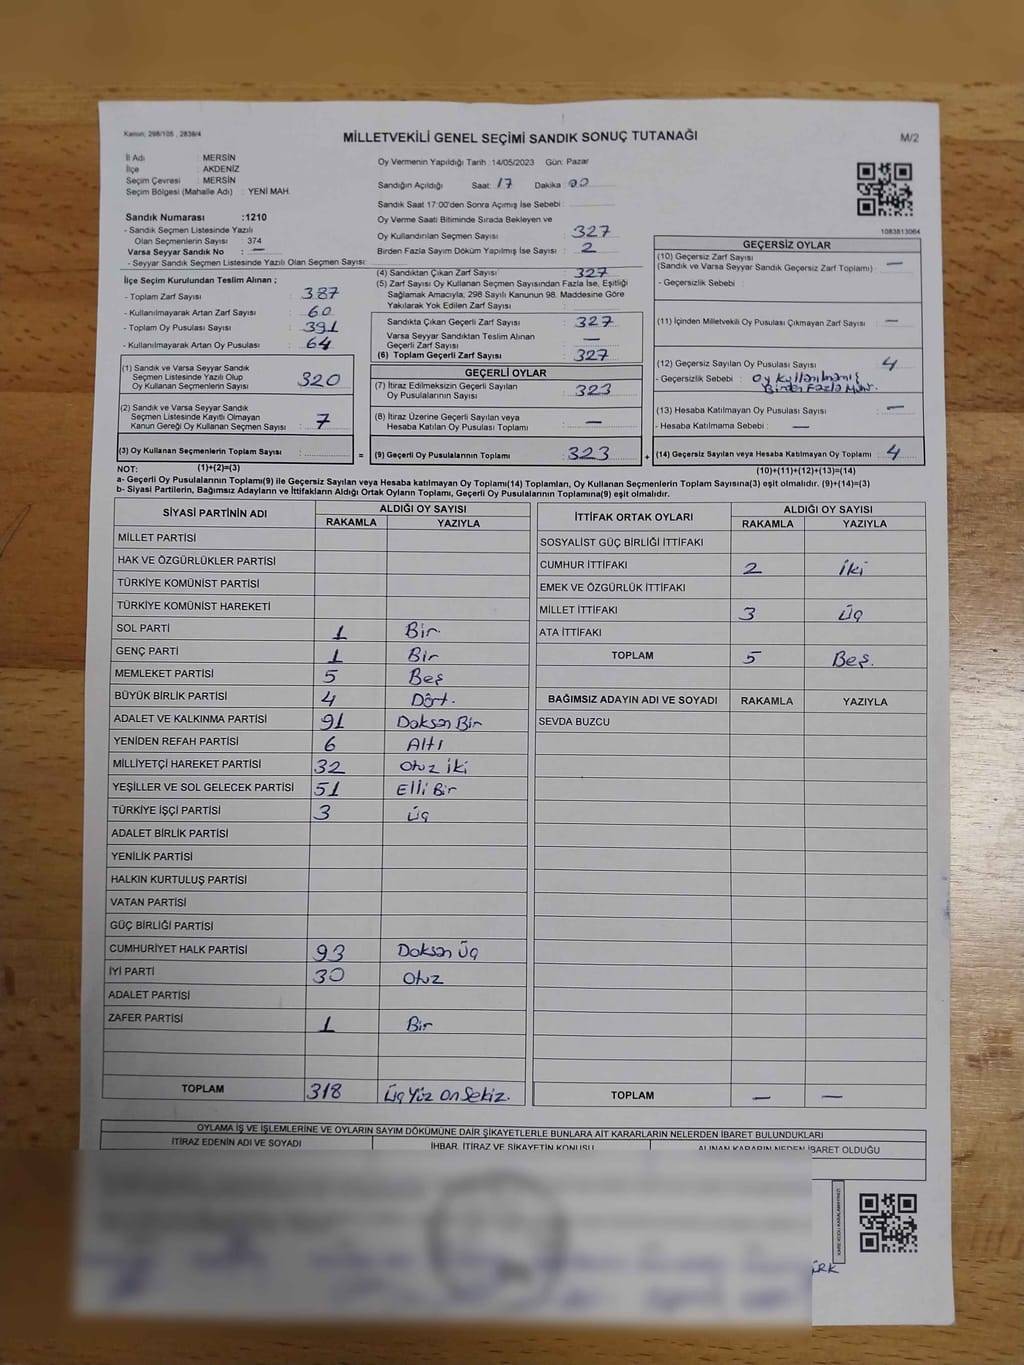 Kanun: 298/105 , 2839/4
MİLLETVEKİLİ GENEL SEÇİMİ SANDIK SONUÇ TUTANAĞI
M/2
İl Adı : MERSİN
İlçe : AKDENİZ
Seçim Çevresi : MERSİN
Seçim Bölgesi (Mahalle Adı) : YENİ MAH.
Sandık Numarası :1210
- Sandık Seçmen Listesinde Yazılı
Olan Seçmenlerin Sayısı : 374
Varsa Seyyar Sandık No : —
- Seyyar Sandık Seçmen Listesinde Yazılı Olan Seçmen Sayısı:
Oy Vermenin Yapıldığı Tarih :14/05/2023 Gün: Pazar
Sandığın Açıldığı Saat: 17 Dakika 00
Sandık Saat 17:00'den Sonra Açımış İse Sebebi :
Oy Verme Saati Bitiminde Sırada Bekleyen ve
Oy Kullandırılan Seçmen Sayısı : 327
Birden Fazla Sayım Döküm Yapılmış İse Sayısı : 2
1083813064
İlçe Seçim Kurulundan Teslim Alınan ;
- Toplam Zarf Sayısı : 387
- Kullanılmayarak Artan Zarf Sayısı : 60
- Toplam Oy Pusulası Sayısı : 391
- Kullanılmayarak Artan Oy Pusulası : 64
(1) Sandık ve Varsa Seyyar Sandık
Seçmen Listesinde Yazılı Olup
Oy Kullanan Seçmenlerin Sayısı : 320
(2) Sandık ve Varsa Seyyar Sandık
Seçmen Listesinde Kayıtlı Olmayan
Kanun Gereği Oy Kullanan Seçmen Sayısı : 7
(3) Oy Kullanan Seçmenlerin Toplam Sayısı :
(4) Sandıktan Çıkan Zarf Sayısı : 327
(5) Zarf Sayısı Oy Kullanan Seçmen Sayısından Fazla İse, Eşitliği
Sağlamak Amacıyla, 298 Sayılı Kanunun 98. Maddesine Göre
Yakılarak Yok Edilen Zarf Sayısı :
Sandıkta Çıkan Geçerli Zarf Sayısı : 327
Varsa Seyyar Sandıktan Teslim Alınan
Geçerli Zarf Sayısı : —
(6) Toplam Geçerli Zarf Sayısı : 327
GEÇERLİ OYLAR
(7) İtiraz Edilmeksizin Geçerli Sayılan
Oy Pusulalarının Sayısı : 323
(8) İtiraz Üzerine Geçerli Sayılan veya
Hesaba Katılan Oy Pusulası Toplamı : —
= (9) Geçerli Oy Pusulalarının Toplamı : 323
GEÇERSİZ OYLAR
(10) Geçersiz Zarf Sayısı
(Sandık ve Varsa Seyyar Sandık Geçersiz Zarf Toplamı) : —
- Geçersizlik Sebebi :
(11) İçinden Milletvekili Oy Pusulası Çıkmayan Zarf Sayısı : —
(12) Geçersiz Sayılan Oy Pusulası Sayısı : 4
- Geçersizlik Sebebi : Oy Kullanılmamış
Birden Fazla Mühr.
(13) Hesaba Katılmayan Oy Pusulası Sayısı : —
- Hesaba Katılmama Sebebi : —
+ (14) Geçersiz Sayılan veya Hesaba Katılmayan Oy Toplamı : 4
NOT: (1)+(2)=(3)
(10)+(11)+(12)+(13)=(14)
a- Geçerli Oy Pusulalarının Toplamı(9) ile Geçersiz Sayılan veya Hesaba Katılmayan Oy Toplamı(14) Toplamları, Oy Kullanan Seçmenlerin Toplam Sayısına(3) eşit olmalıdır. (9)+(14)=(3)
b- Siyasi Partilerin, Bağımsız Adayların ve İttifakların Aldığı Ortak Oyların Toplamı, Geçerli Oy Pusulalarının Toplamına(9) eşit olmalıdır.
SİYASİ PARTİNİN ADI ALDIĞI OY SAYISI
RAKAMLA YAZIYLA
MİLLET PARTİSİ
HAK VE ÖZGÜRLÜKLER PARTİSİ
TÜRKİYE KOMÜNİST PARTİSİ
TÜRKİYE KOMÜNİST HAREKETİ
SOL PARTİ 1 Bir
GENÇ PARTİ 1 Bir
MEMLEKET PARTİSİ 5 Beş
BÜYÜK BİRLİK PARTİSİ 4 Dört.
ADALET VE KALKINMA PARTİSİ 91 Doksan Bir
YENİDEN REFAH PARTİSİ 6 Altı
MİLLİYETÇİ HAREKET PARTİSİ 32 Otuz iki
YEŞİLLER VE SOL GELECEK PARTİSİ 51 Elli Bir
TÜRKİYE İŞÇİ PARTİSİ 3 üç
ADALET BİRLİK PARTİSİ
YENİLİK PARTİSİ
HALKIN KURTULUŞ PARTİSİ
VATAN PARTİSİ
GÜÇ BİRLİĞİ PARTİSİ
CUMHURİYET HALK PARTİSİ 93 Doksan üç
İYİ PARTİ 30 Otuz
ADALET PARTİSİ
ZAFER PARTİSİ 1 Bir
TOPLAM 318 Üç Yüz On Sekiz.
İTTİFAK ORTAK OYLARI ALDIĞI OY SAYISI
RAKAMLA YAZIYLA
SOSYALİST GÜÇ BİRLİĞİ İTTİFAKI
CUMHUR İTTİFAKI 2 iki
EMEK VE ÖZGÜRLÜK İTTİFAKI
MİLLET İTTİFAKI 3 üç
ATA İTTİFAKI
TOPLAM 5 Beş.
BAĞIMSIZ ADAYIN ADI VE SOYADI RAKAMLA YAZIYLA
SEVDA BUZCU
TOPLAM — —
OYLAMA İŞ VE İŞLEMLERİNE VE OYLARIN SAYIM DÖKÜMÜNE DAİR ŞİKAYETLERLE BUNLARA AİT KARARLARIN NELERDEN İBARET BULUNDUKLARI
İTİRAZ EDENİN ADI VE SOYADI İHBAR, İTİRAZ VE ŞİKAYETİN KONUSU ALINAN KARARIN NEDEN İBARET OLDUĞU